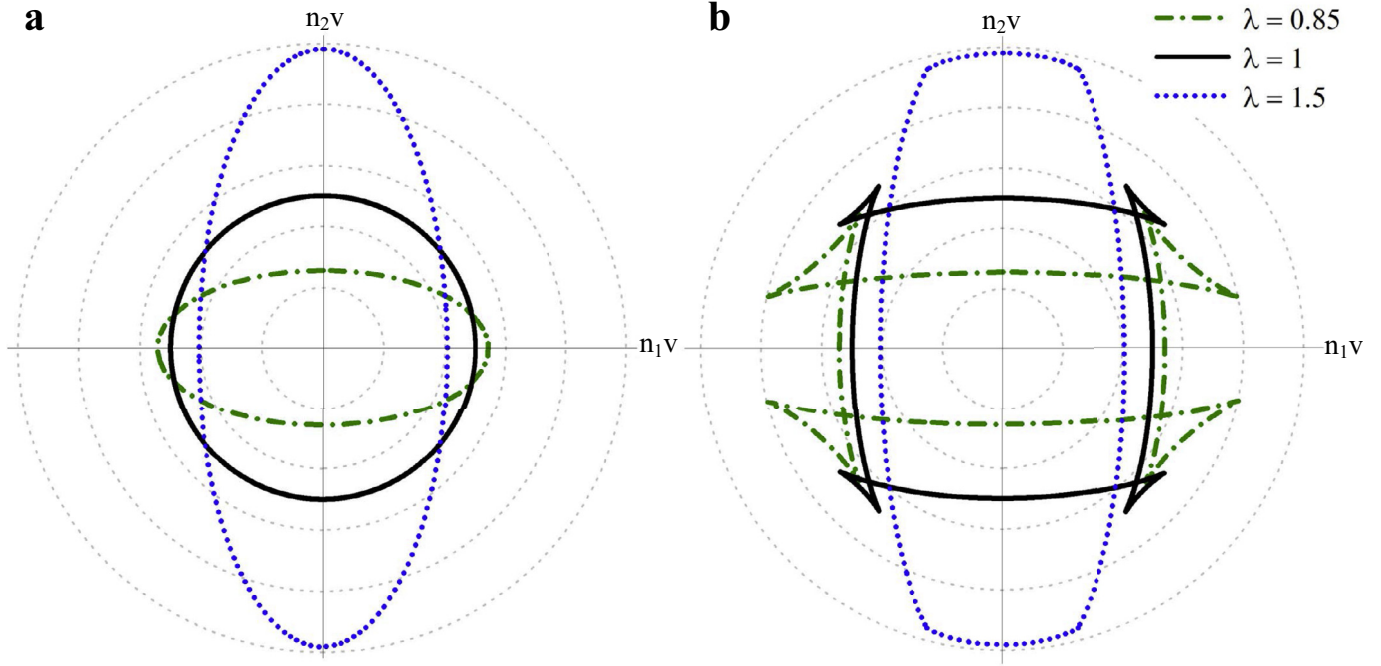 a
n₂v
n₁v
b
n₂v
n₁v
λ = 0.85
λ = 1
λ = 1.5